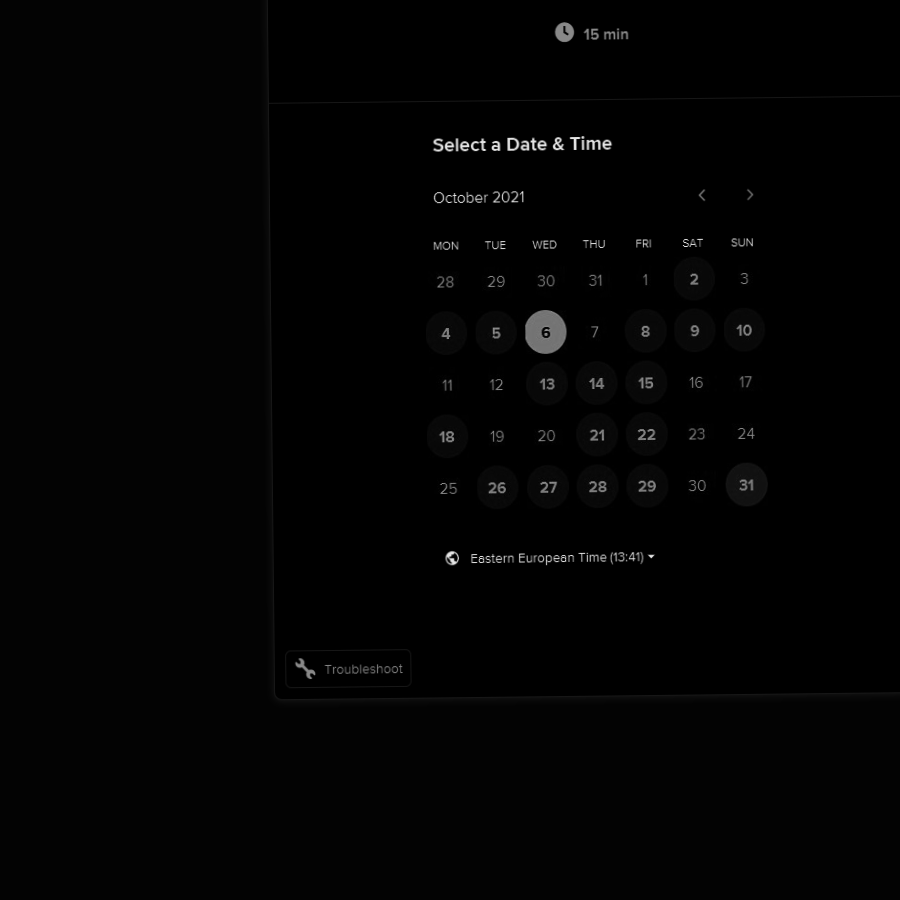 15 min
Select a Date & Time
October 2021
MON TUE WED THU FRI SAT SUN
28 29 30 31 1 2 3
4 5 6 7 8 9 10
11 12 13 14 15 16 17
18 19 20 21 22 23 24
25 26 27 28 29 30 31
Eastern European Time (13:41)
Troubleshoot